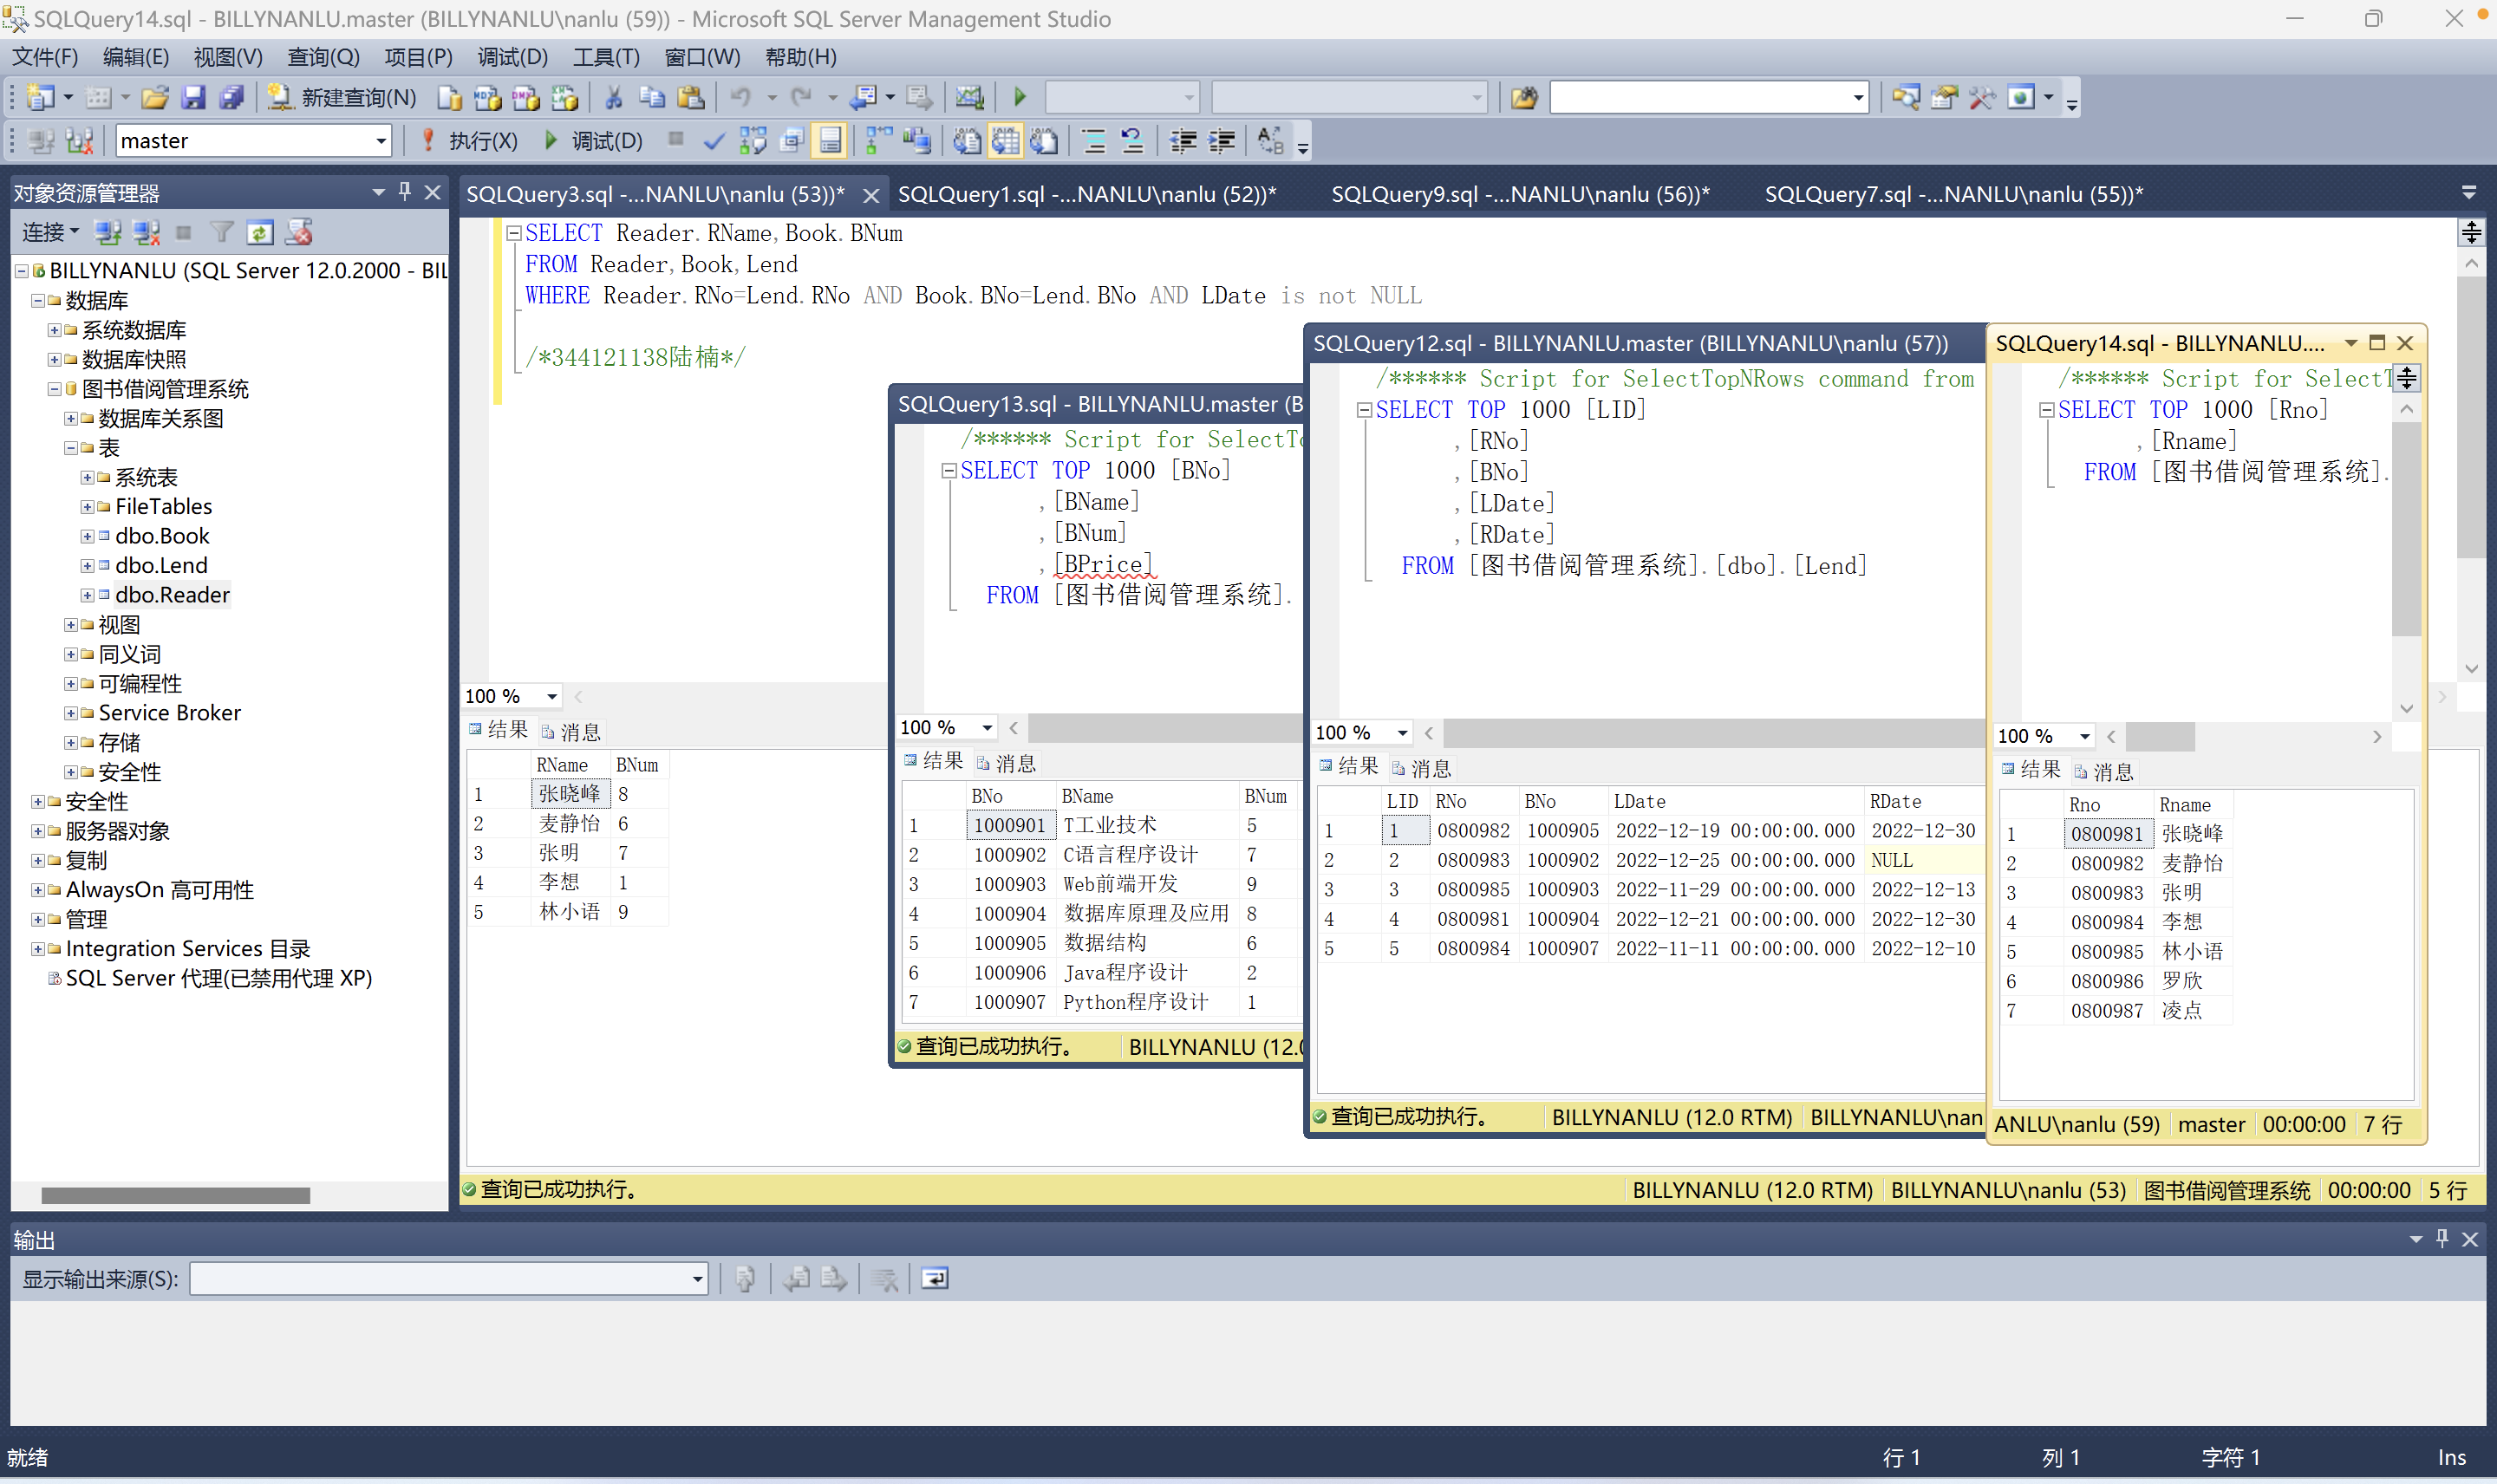 SQLQuery14.sql - BILLYNANLU.master (BILLYNANLU\nanlu (59)) - Microsoft SQL Server Management Studio
文件(F) 编辑(E) 视图(V) 查询(Q) 项目(P) 调试(D) 工具(T) 窗口(W) 帮助(H)
新建查询(N)
master 执行(X) 调试(D)
对象资源管理器
连接
BILLYNANLU (SQL Server 12.0.2000 - BIL
数据库
系统数据库
数据库快照
图书借阅管理系统
数据库关系图
表
系统表
FileTables
dbo.Book
dbo.Lend
dbo.Reader
视图
同义词
可编程性
Service Broker
存储
安全性
安全性
服务器对象
复制
AlwaysOn 高可用性
管理
Integration Services 目录
SQL Server 代理(已禁用代理 XP)
SQLQuery3.sql -...NANLU\nanlu (53))* SQLQuery1.sql -...NANLU\nanlu (52))* SQLQuery9.sql -...NANLU\nanlu (56))* SQLQuery7.sql -...NANLU\nanlu (55))*
SELECT Reader.RName,Book.BNum
FROM Reader,Book,Lend
WHERE Reader.RNo=Lend.RNo AND Book.BNo=Lend.BNo AND LDate is not NULL
/*344121138陆楠*/
100 %
结果 消息
RName BNum
1 张晓峰 8
2 麦静怡 6
3 张明 7
4 李想 1
5 林小语 9
SQLQuery13.sql - BILLYNANLU.master (B
/****** Script for SelectTo
SELECT TOP 1000 [BNo]
,[BName]
,[BNum]
,[BPrice]
FROM [图书借阅管理系统].
100 %
结果 消息
BNo BName BNum
1 1000901 T工业技术 5
2 1000902 C语言程序设计 7
3 1000903 Web前端开发 9
4 1000904 数据库原理及应用 8
5 1000905 数据结构 6
6 1000906 Java程序设计 2
7 1000907 Python程序设计 1
查询已成功执行。 BILLYNANLU (12.0
SQLQuery12.sql - BILLYNANLU.master (BILLYNANLU\nanlu (57))
/****** Script for SelectTopNRows command from
SELECT TOP 1000 [LID]
,[RNo]
,[BNo]
,[LDate]
,[RDate]
FROM [图书借阅管理系统].[dbo].[Lend]
100 %
结果 消息
LID RNo BNo LDate RDate
1 1 0800982 1000905 2022-12-19 00:00:00.000 2022-12-30
2 2 0800983 1000902 2022-12-25 00:00:00.000 NULL
3 3 0800985 1000903 2022-11-29 00:00:00.000 2022-12-13
4 4 0800981 1000904 2022-12-21 00:00:00.000 2022-12-30
5 5 0800984 1000907 2022-11-11 00:00:00.000 2022-12-10
查询已成功执行。 BILLYNANLU (12.0 RTM) BILLYNANLU\nan
SQLQuery14.sql - BILLYNANLU....
/****** Script for SelectT
SELECT TOP 1000 [Rno]
,[Rname]
FROM [图书借阅管理系统].
100 %
结果 消息
Rno Rname
1 0800981 张晓峰
2 0800982 麦静怡
3 0800983 张明
4 0800984 李想
5 0800985 林小语
6 0800986 罗欣
7 0800987 凌点
ANLU\nanlu (59) master 00:00:00 7 行
查询已成功执行。 BILLYNANLU (12.0 RTM) BILLYNANLU\nanlu (53) 图书借阅管理系统 00:00:00 5 行
输出
显示输出来源(S):
就绪 行 1 列 1 字符 1 Ins